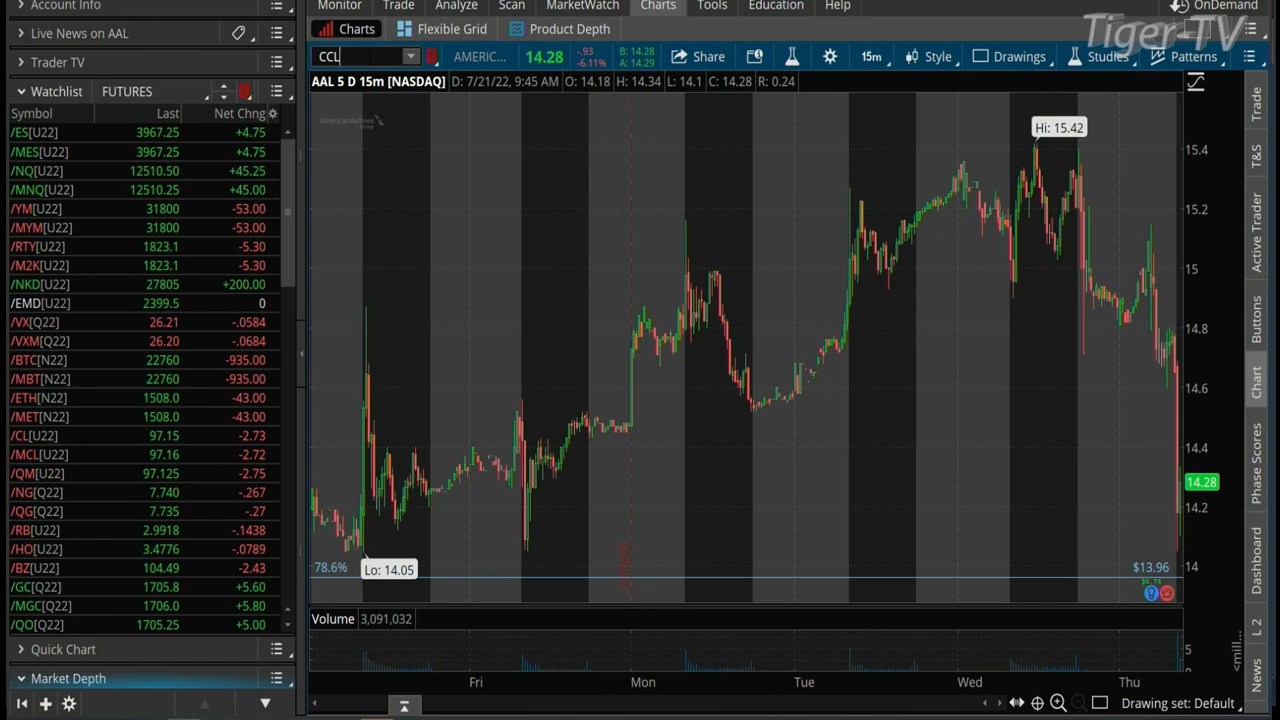 Account Info
Monitor Trade Analyze Scan MarketWatch Charts Tools Education Help OnDemand
Tiger-TV
Live News on AAL
Charts Flexible Grid Product Depth
Trader TV
CCL AMERIC... 14.28 -.93 -6.11% B: 14.28 A: 14.29 Share 15m Style Drawings Studies Patterns
Watchlist FUTURES
AAL 5 D 15m [NASDAQ] D: 7/21/22, 9:45 AM O: 14.18 H: 14.34 L: 14.1 C: 14.28 R: 0.24
Symbol Last Net Chng
/ES[U22] 3967.25 +4.75
/MES[U22] 3967.25 +4.75
/NQ[U22] 12510.50 +45.25
/MNQ[U22] 12510.25 +45.00
/YM[U22] 31800 -53.00
/MYM[U22] 31800 -53.00
/RTY[U22] 1823.1 -5.30
/M2K[U22] 1823.1 -5.30
/NKD[U22] 27805 +200.00
/EMD[U22] 2399.5 0
/VX[Q22] 26.21 -.0584
/VXM[Q22] 26.20 -.0684
/BTC[N22] 22760 -935.00
/MBT[N22] 22760 -935.00
/ETH[N22] 1508.0 -43.00
/MET[N22] 1508.0 -43.00
/CL[U22] 97.15 -2.73
/MCL[U22] 97.16 -2.72
/QM[U22] 97.125 -2.75
/NG[Q22] 7.740 -.267
/QG[Q22] 7.735 -.27
/RB[U22] 2.9918 -.1438
/HO[U22] 3.4776 -.0789
/BZ[U22] 104.49 -2.43
/GC[Q22] 1705.8 +5.60
/MGC[Q22] 1706.0 +5.80
/QO[Q22] 1705.25 +5.00
Quick Chart
Market Depth
American Airlines
Group
Hi: 15.42
Lo: 14.05
78.6%
$13.96
$0.76
15.4
15.2
15
14.8
14.6
14.4
14.28
14.2
14
Volume 3,091,032
5
0
<mill...
Fri Mon Tue Wed Thu
Drawing set: Default
Trade
T&S
Active Trader
Buttons
Chart
Phase Scores
Dashboard
L 2
News